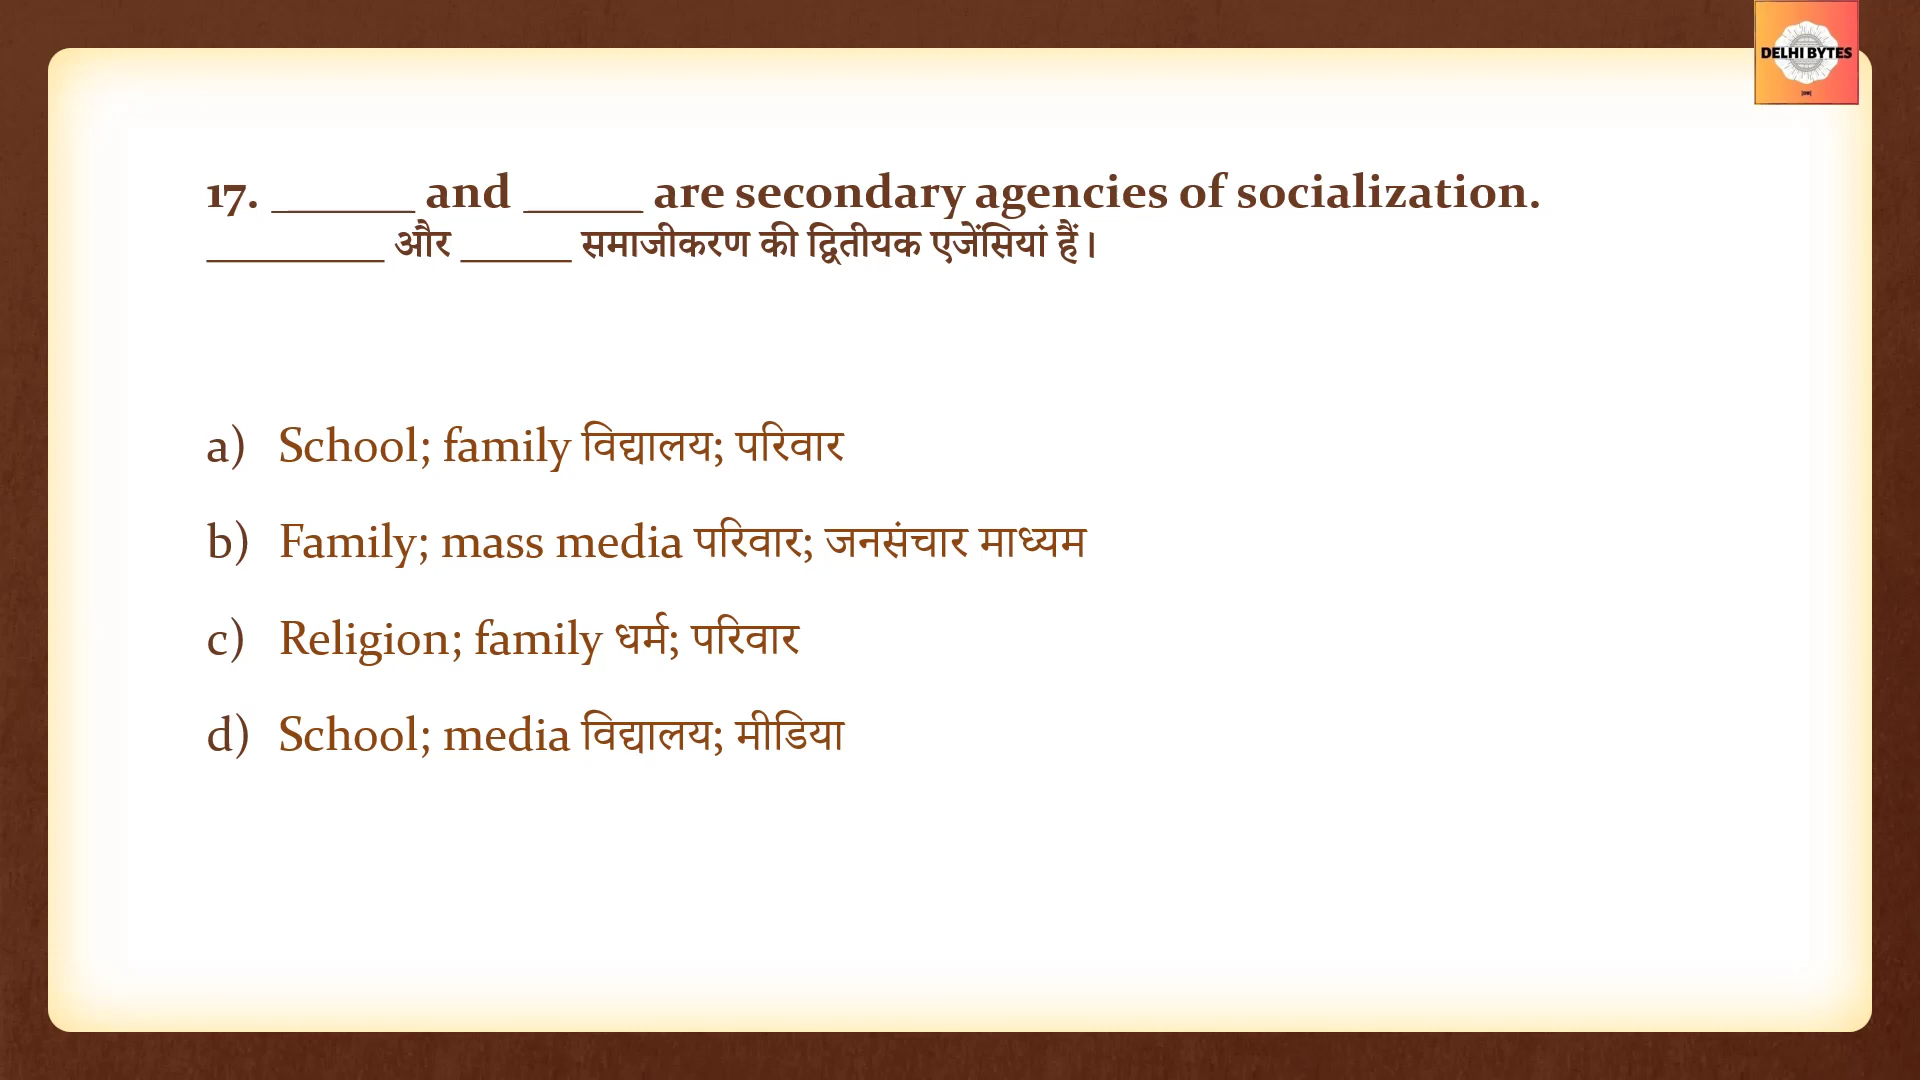 DELHI BYTES
17. ______ and _____ are secondary agencies of socialization.
________ और _____ समाजीकरण की द्वितीयक एजेंसियां हैं।
a) School; family विद्यालय; परिवार
b) Family; mass media परिवार; जनसंचार माध्यम
c) Religion; family धर्म; परिवार
d) School; media विद्यालय; मीडिया